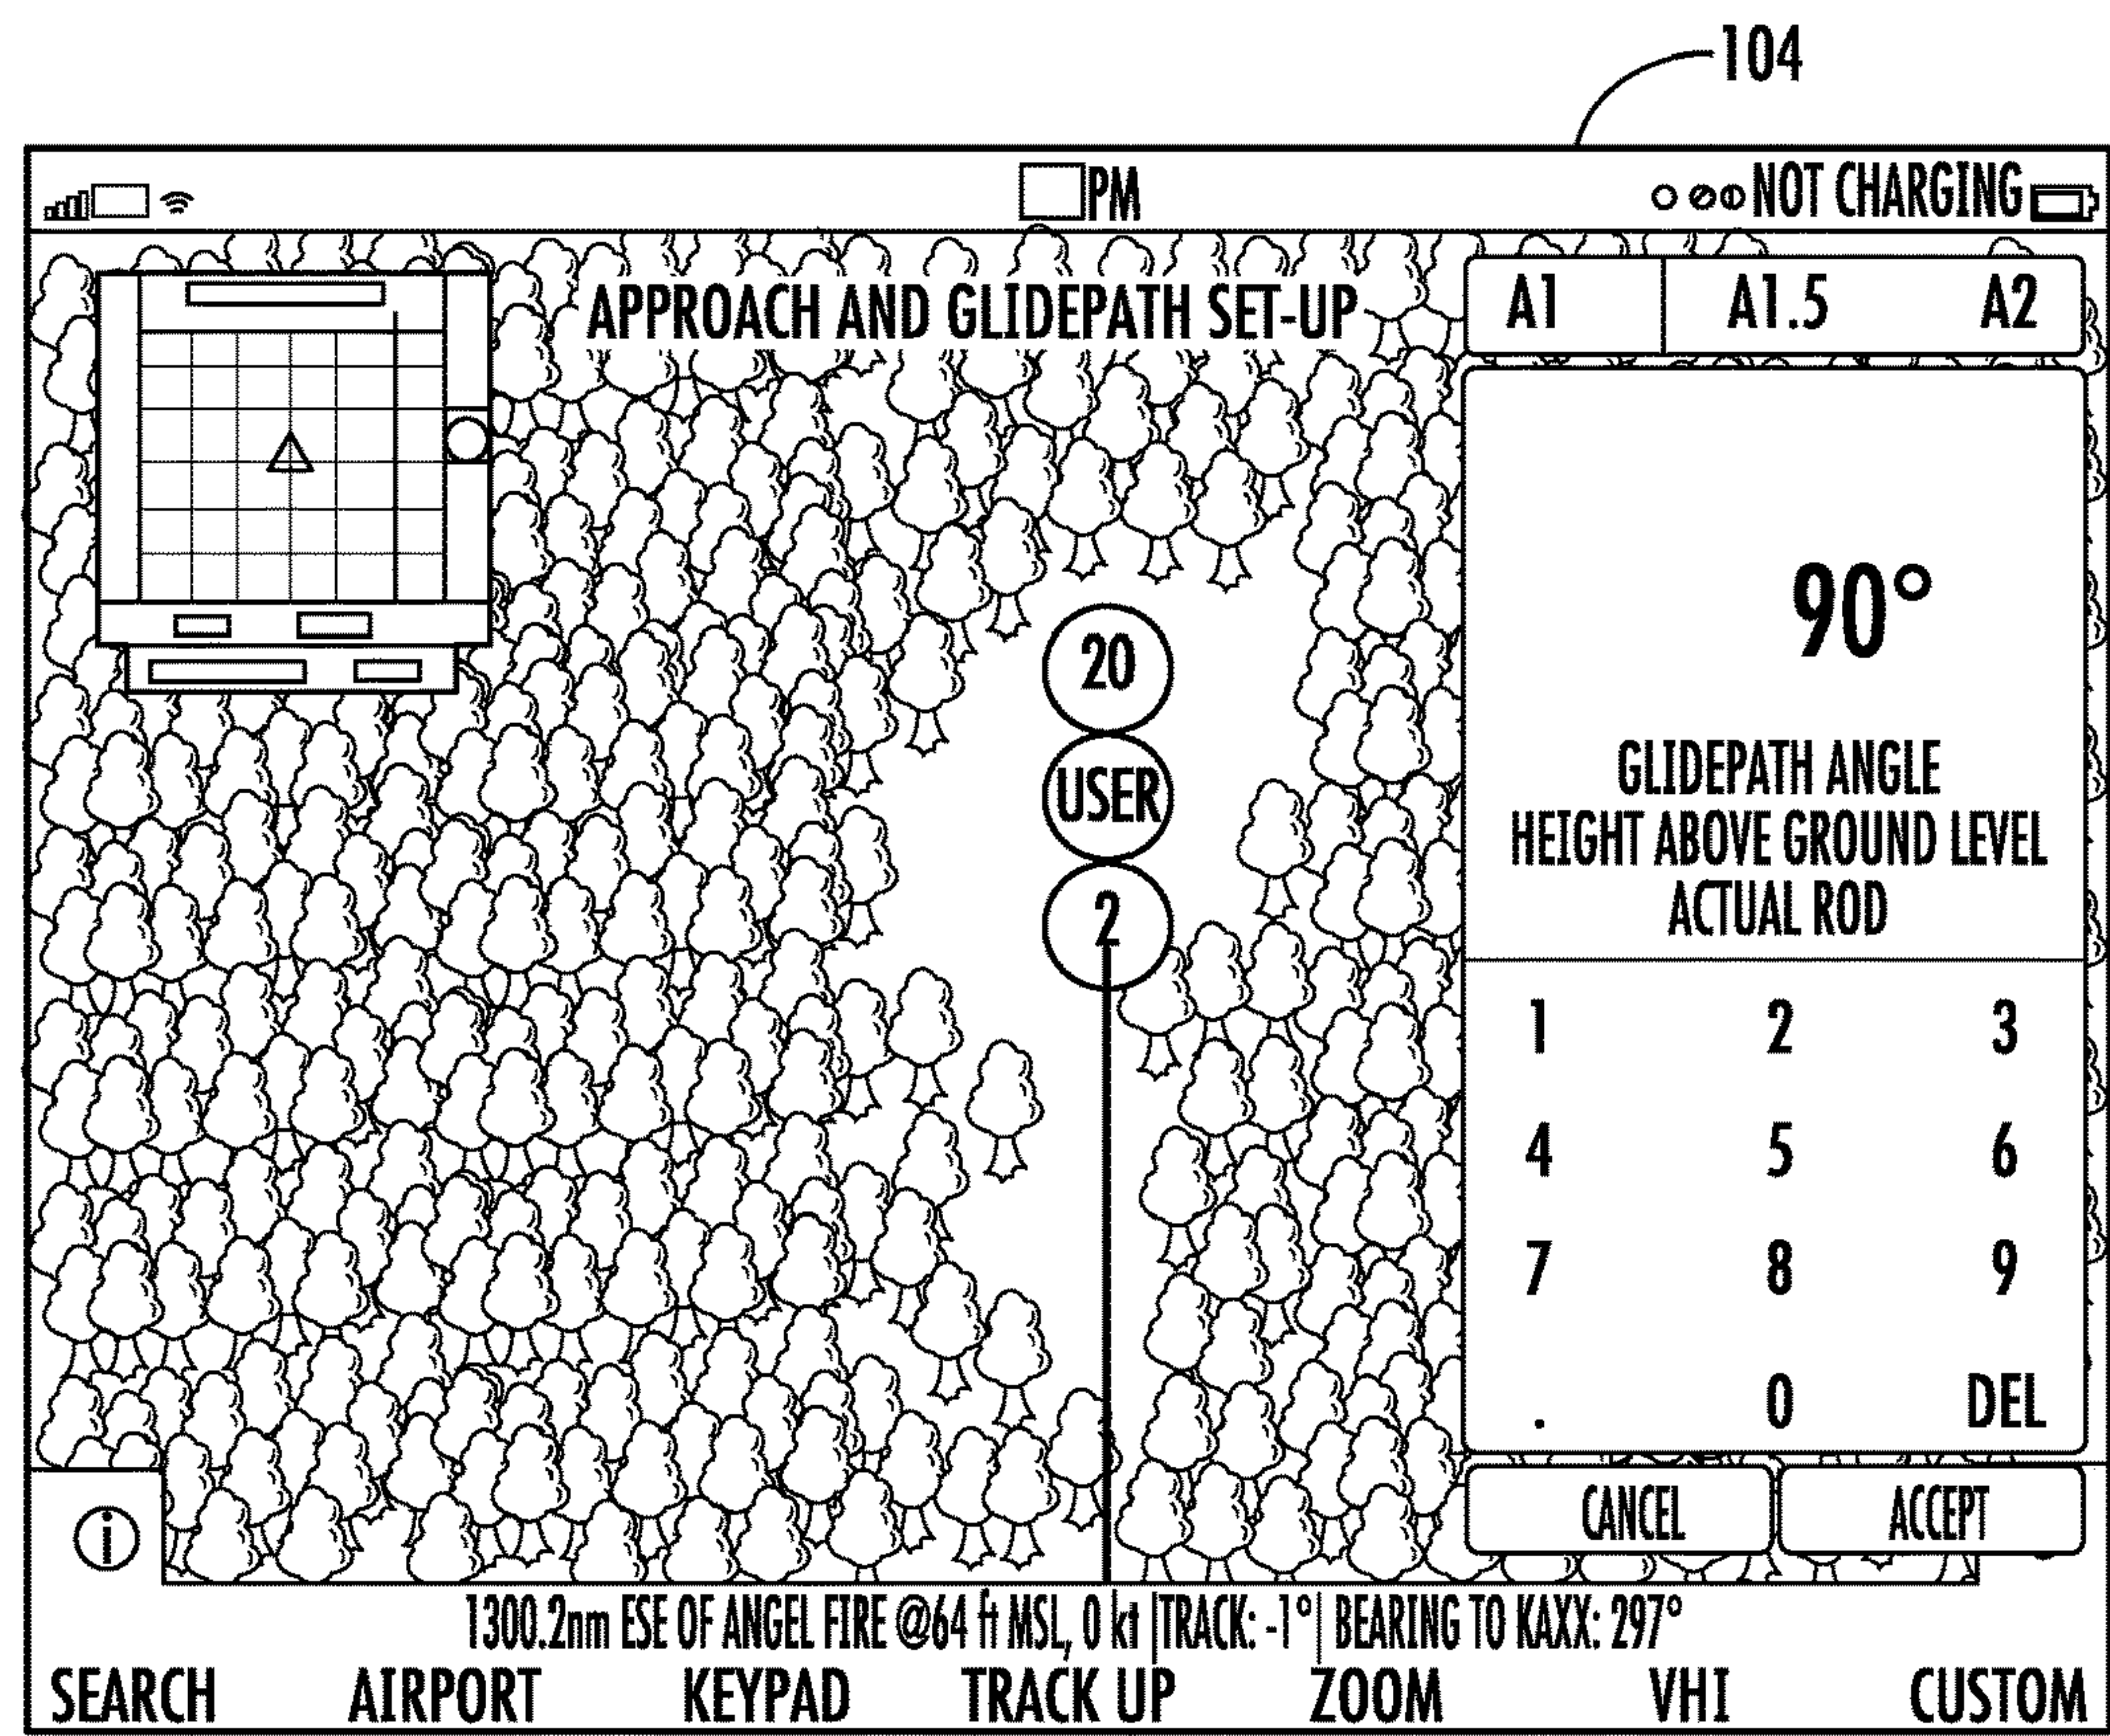 104
PM
NOT CHARGING
APPROACH AND GLIDEPATH SET-UP
A1 A1.5 A2
90°
GLIDEPATH ANGLE
HEIGHT ABOVE GROUND LEVEL
ACTUAL ROD
20
USER
2
1 2 3
4 5 6
7 8 9
. 0 DEL
CANCEL ACCEPT
i
1300.2nm ESE OF ANGEL FIRE @64 ft MSL, 0 kt |TRACK: -1°| BEARING TO KAXX: 297°
SEARCH AIRPORT KEYPAD TRACK UP ZOOM VHI CUSTOM